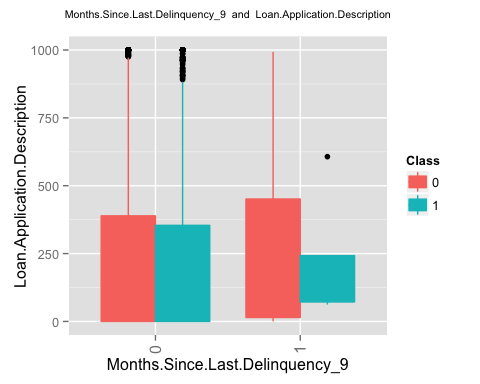 Months.Since.Last.Delinquency_9 and Loan.Application.Description
1000
750
500
250
0
Loan.Application.Description
0
1
Months.Since.Last.Delinquency_9
Class
0
1